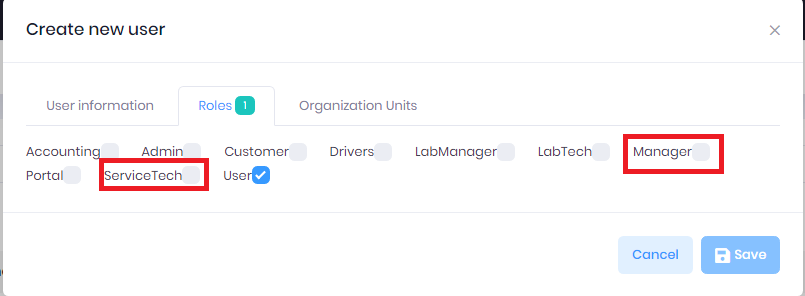 Create new user
User information Roles 1 Organization Units
Accounting Admin Customer Drivers LabManager LabTech Manager
Portal ServiceTech User
Cancel Save